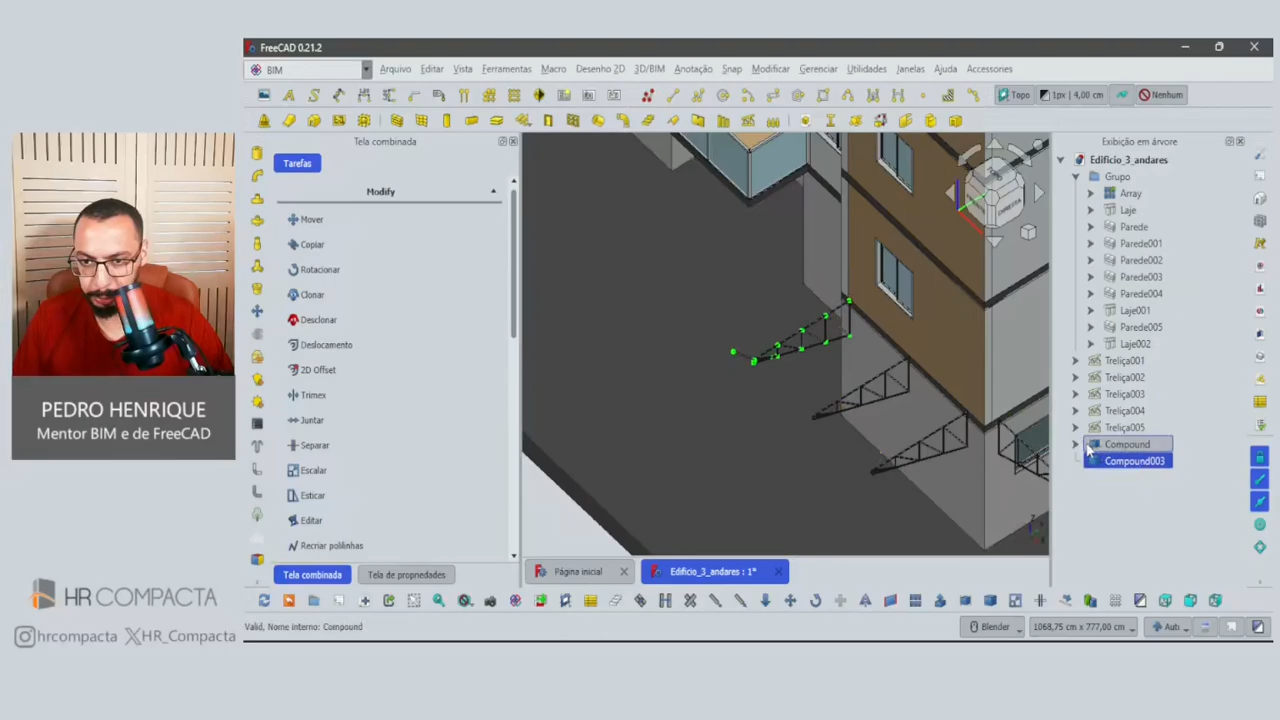 FreeCAD 0.21.2
BIM
Arquivo Editar Vista Ferramentas Macro Desenho 2D 3D/BIM Anotação Snap Modificar Gerenciar Utilidades Janelas Ajuda Accessories
Topo
1px | 4,00 cm
Nenhum
Tela combinada
Exibição em árvore
Tarefas
Modify
Mover
Copiar
Rotacionar
Clonar
Desclonar
Deslocamento
2D Offset
Trimex
Juntar
Separar
Escalar
Esticar
Editar
Recriar polilinhas
Edificio_3_andares
Grupo
Array
Laje
Parede
Parede001
Parede002
Parede003
Parede004
Laje001
Parede005
Laje002
Treliça001
Treliça002
Treliça003
Treliça004
Treliça005
Compound
Compound003
DIREITA
Z
Tela combinada
Tela de propriedades
Página inicial
Edificio_3_andares : 1*
Valid, Nome interno: Compound
Blender
1068,75 cm x 777,00 cm
Auti
PEDRO HENRIQUE
Mentor BIM e de FreeCAD
HR COMPACTA
hrcompacta
HR_Compacta